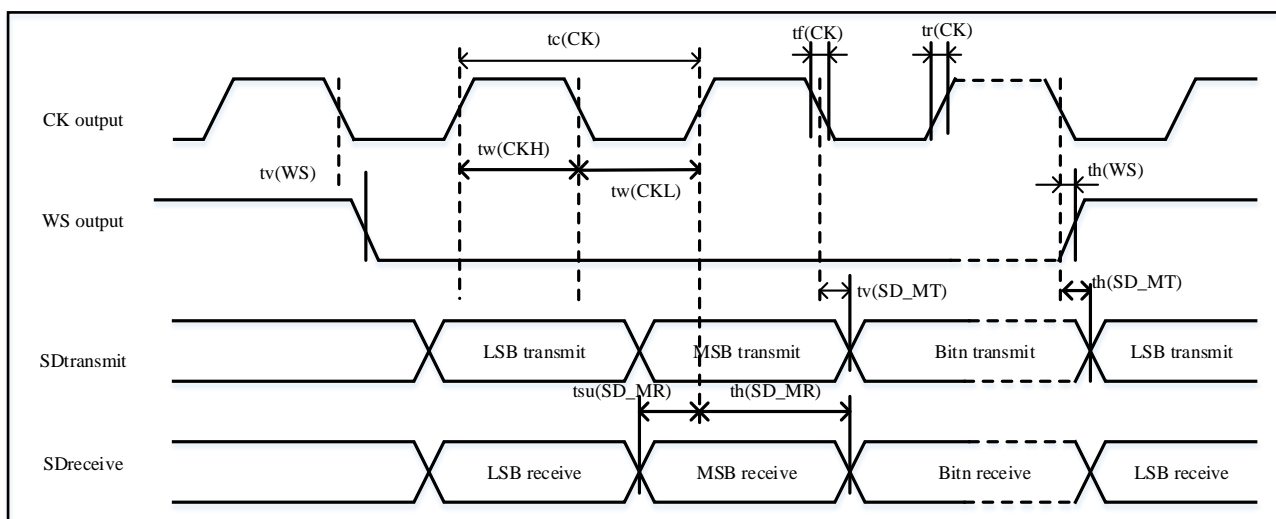 tc(CK)
tf(CK)
tr(CK)
CK output
tw(CKH)
tw(CKL)
tv(WS)
th(WS)
WS output
tv(SD_MT)
th(SD_MT)
SDtransmit
LSB transmit
MSB transmit
Bitn transmit
LSB transmit
tsu(SD_MR)
th(SD_MR)
SDreceive
LSB receive
MSB receive
Bitn receive
LSB receive